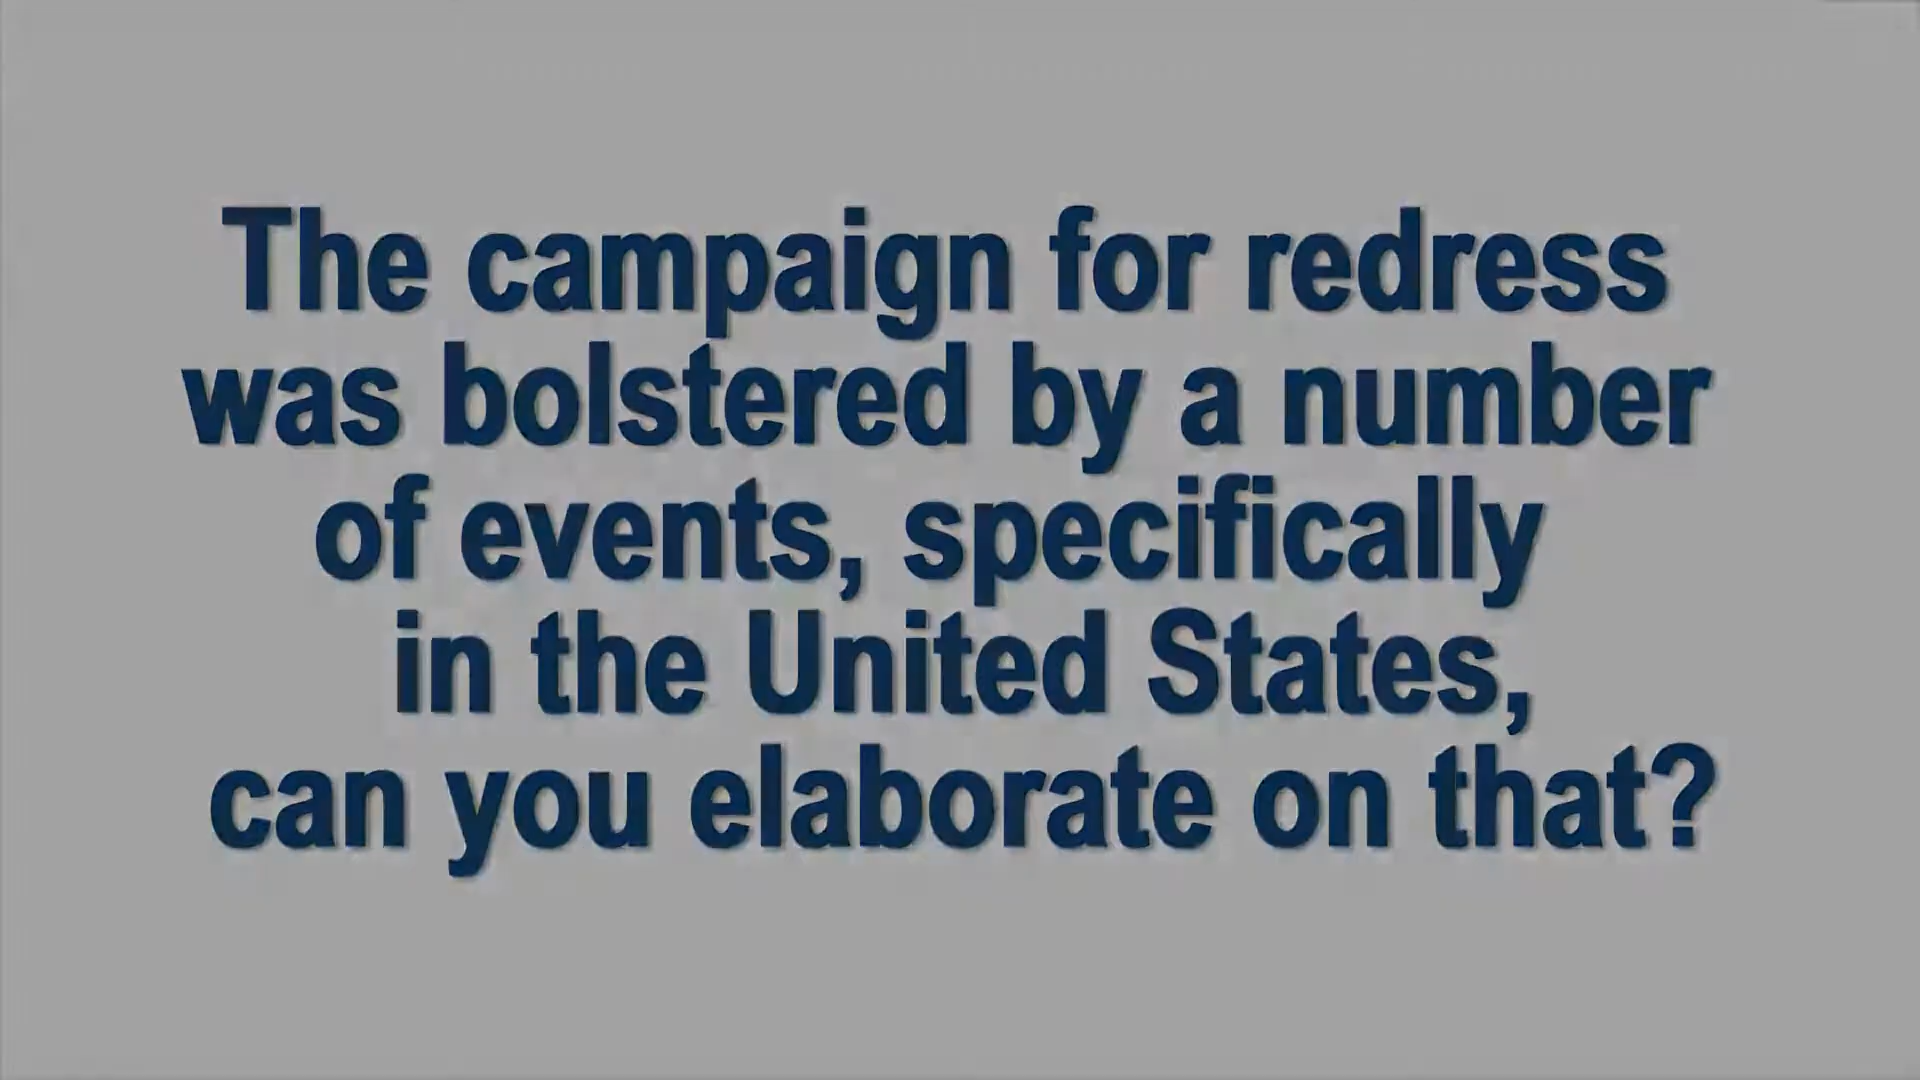 The campaign for redress
was bolstered by a number
of events, specifically
in the United States,
can you elaborate on that?